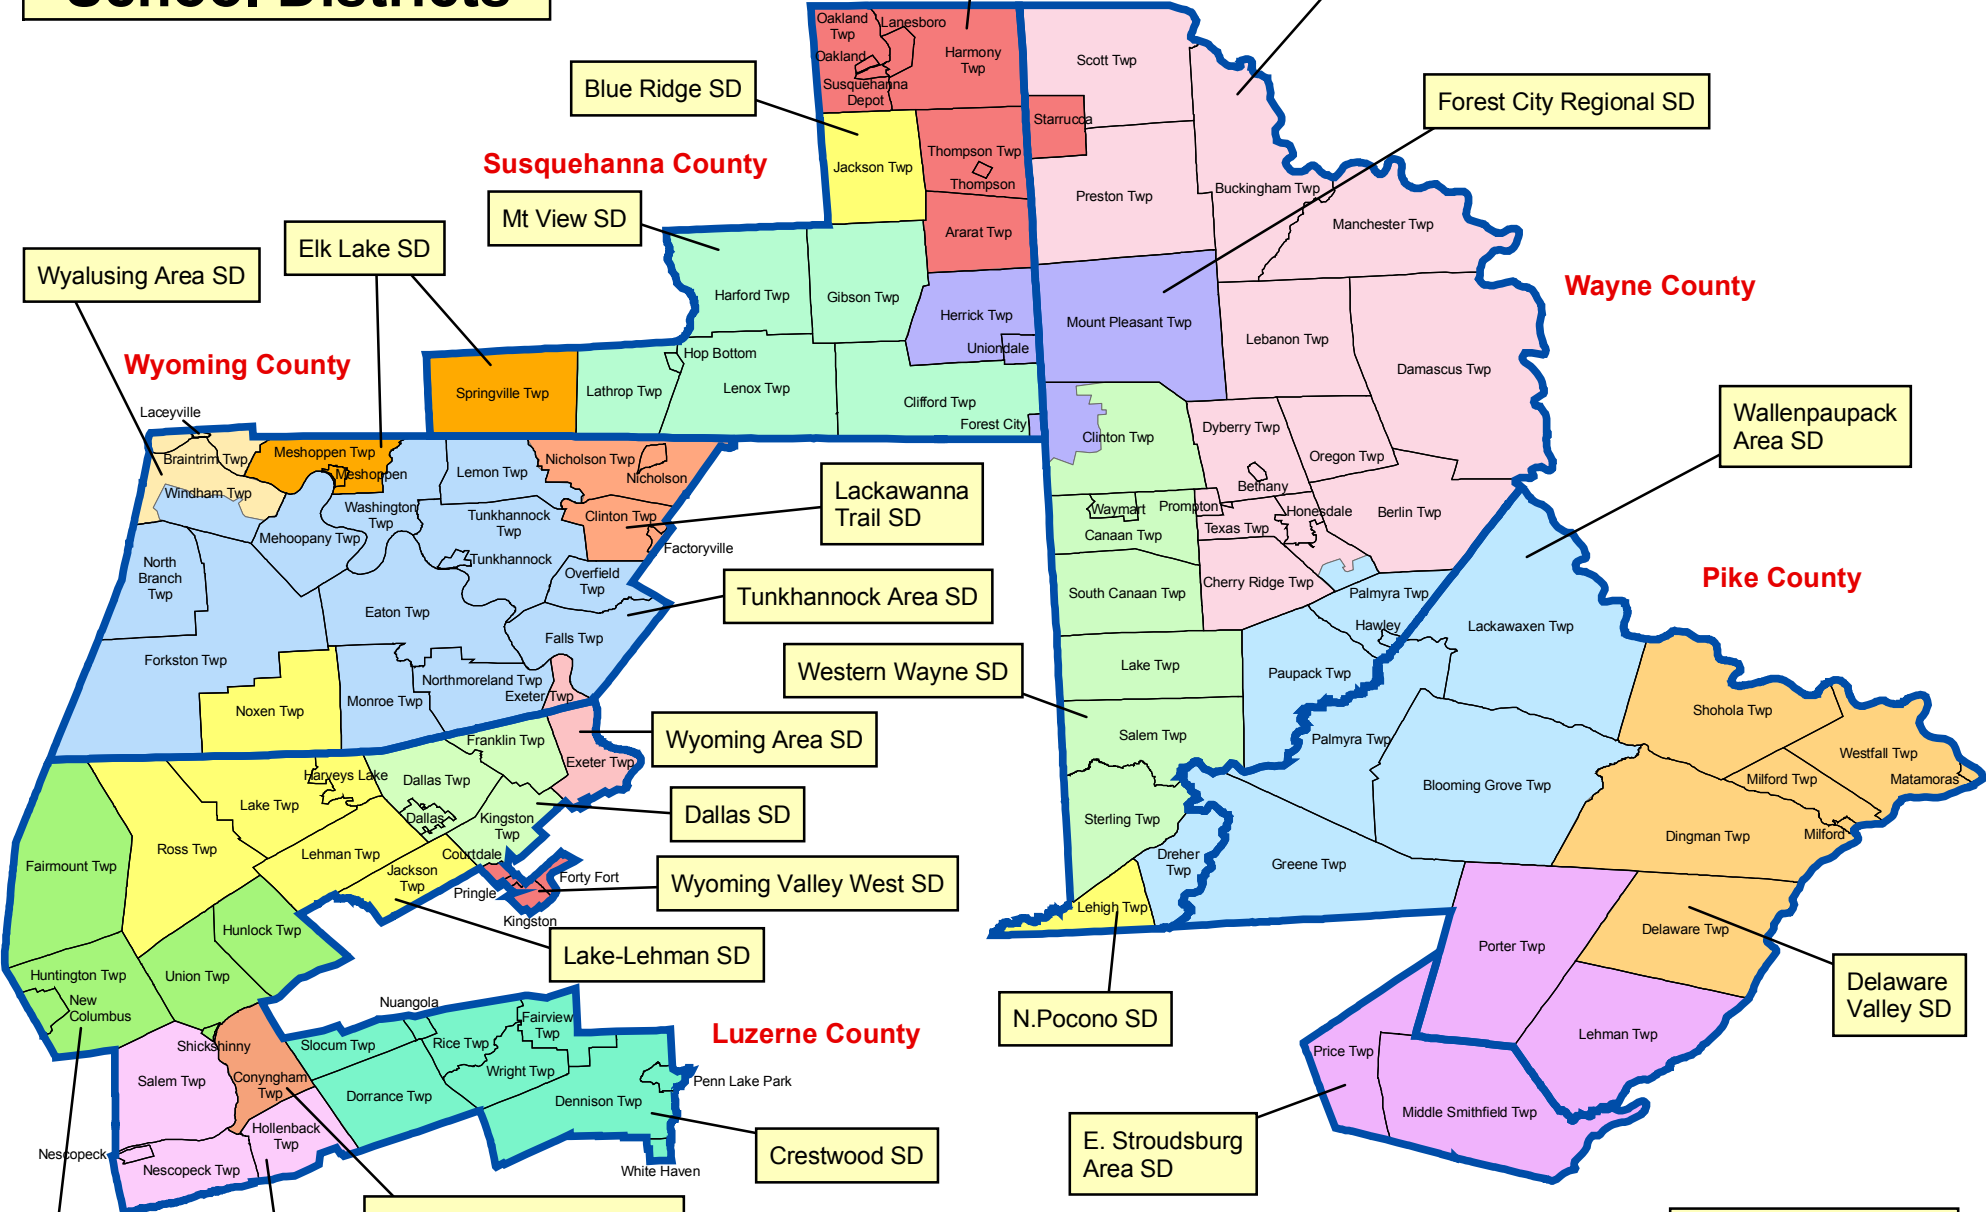 School Districts
Oakland
Twp
Lanesboro
Harmony
Twp
Oakland
Susquehanna
Depot
Scott Twp
Blue Ridge SD
Forest City Regional SD
Starrucca
Susquehanna County
Jackson Twp
Thompson Twp
Thompson
Preston Twp
Buckingham Twp
Manchester Twp
Mt View SD
Ararat Twp
Elk Lake SD
Wyalusing Area SD
Wayne County
Harford Twp
Gibson Twp
Herrick Twp
Uniondale
Mount Pleasant Twp
Lebanon Twp
Damascus Twp
Wyoming County
Hop Bottom
Springville Twp
Lathrop Twp
Lenox Twp
Clifford Twp
Forest City
Laceyville
Clinton Twp
Dyberry Twp
Oregon Twp
Bethany
Wallenpaupack
Area SD
Braintrim Twp
Meshoppen Twp
Meshoppen
Lemon Twp
Nicholson Twp
Nicholson
Windham Twp
Washington
Twp
Tunkhannock
Twp
Clinton Twp
Lackawanna
Trail SD
Waymart
Prompton
Honesdale
Berlin Twp
Texas Twp
Canaan Twp
Mehoopany Twp
Tunkhannock
Factoryville
North
Branch
Twp
Overfield
Twp
Tunkhannock Area SD
South Canaan Twp
Cherry Ridge Twp
Palmyra Twp
Pike County
Eaton Twp
Falls Twp
Hawley
Lackawaxen Twp
Forkston Twp
Western Wayne SD
Lake Twp
Paupack Twp
Northmoreland Twp
Monroe Twp
Exeter Twp
Noxen Twp
Shohola Twp
Wyoming Area SD
Salem Twp
Palmyra Twp
Westfall Twp
Franklin Twp
Exeter Twp
Harveys Lake
Dallas Twp
Blooming Grove Twp
Milford Twp
Matamoras
Lake Twp
Dallas
Kingston
Twp
Dallas SD
Sterling Twp
Dingman Twp
Milford
Ross Twp
Lehman Twp
Courtdale
Fairmount Twp
Jackson
Twp
Pringle
Forty Fort
Wyoming Valley West SD
Dreher
Twp
Greene Twp
Kingston
Lehigh Twp
Hunlock Twp
Delaware Twp
Lake-Lehman SD
Porter Twp
Huntington Twp
Union Twp
New
Columbus
Nuangola
N.Pocono SD
Delaware
Valley SD
Fairview
Twp
Luzerne County
Lehman Twp
Shickshinny
Slocum Twp
Rice Twp
Price Twp
Salem Twp
Conyngham
Twp
Wright Twp
Penn Lake Park
Dorrance Twp
Dennison Twp
Middle Smithfield Twp
Hollenback
Twp
Nescopeck
Nescopeck Twp
White Haven
Crestwood SD
E. Stroudsburg
Area SD